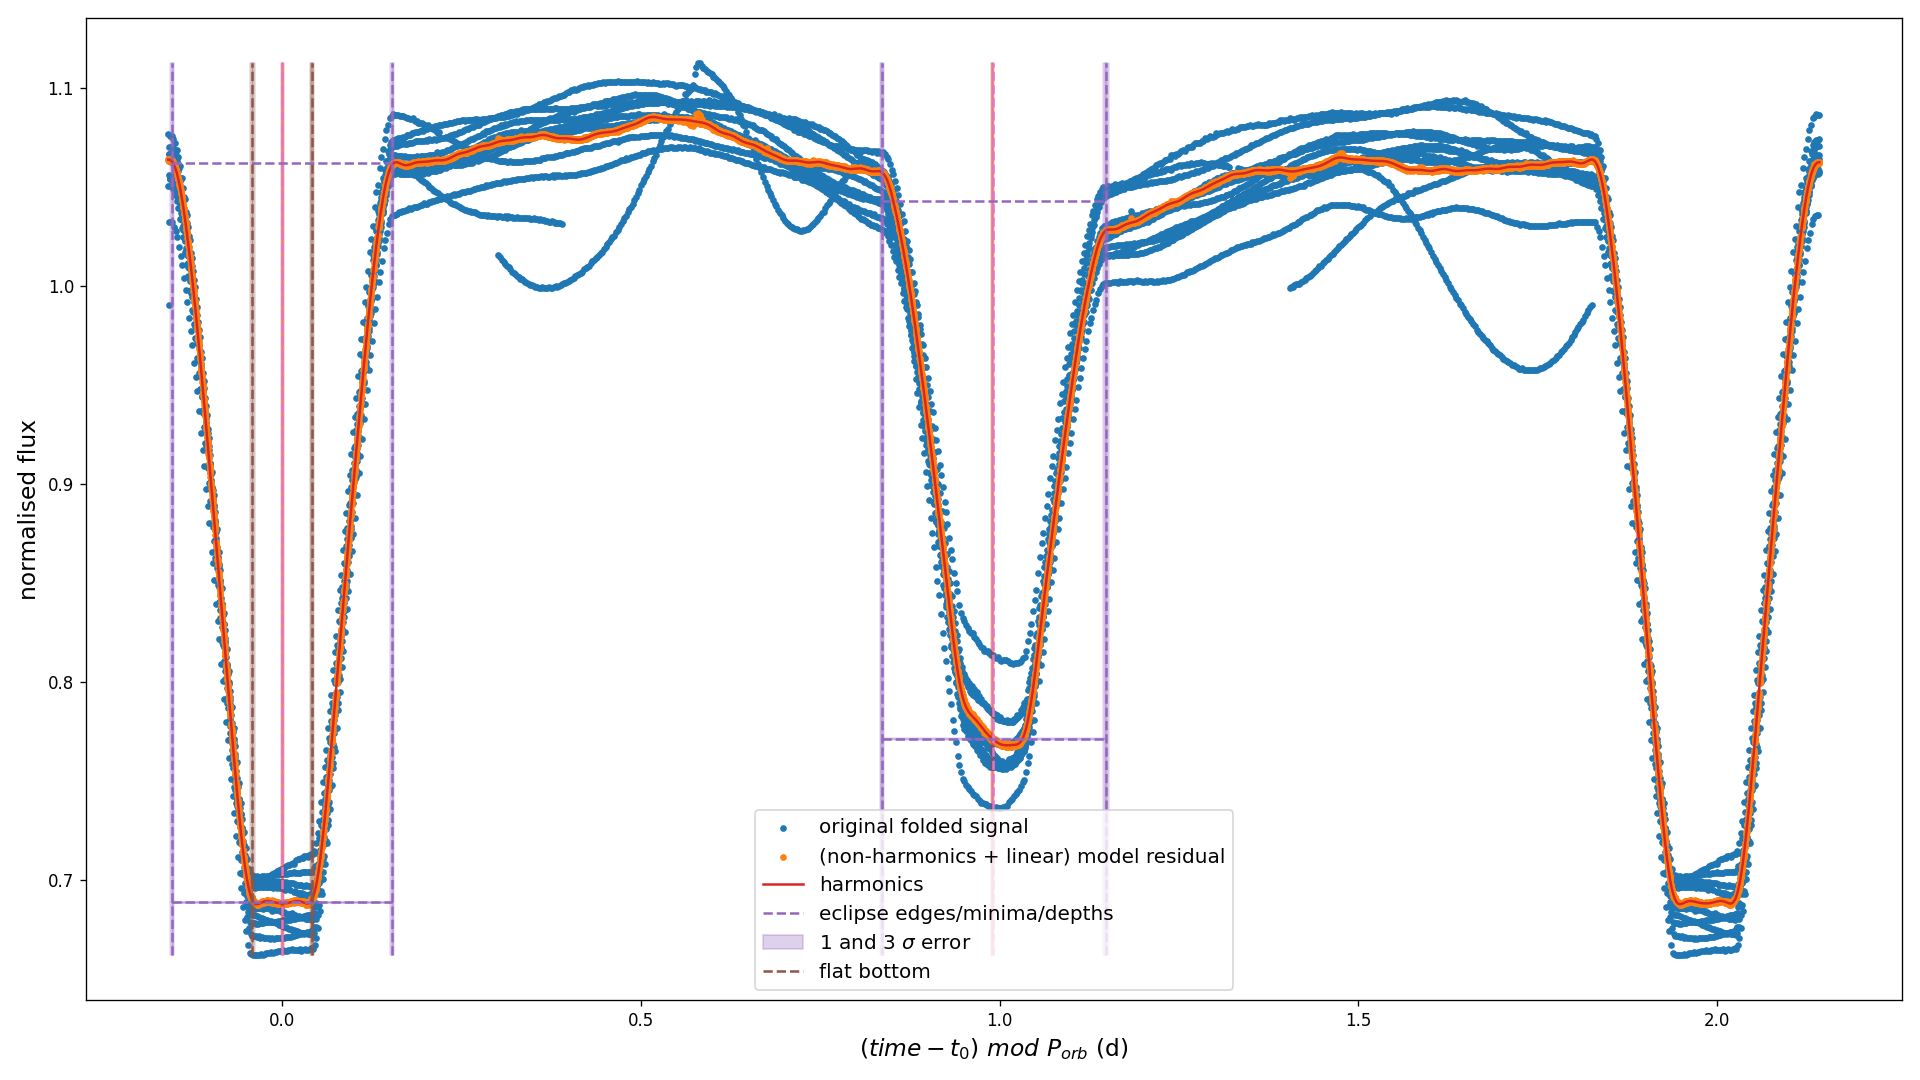 normalised flux
1.1
1.0
0.9
0.8
0.7
original folded signal
(non-harmonics + linear) model residual
harmonics
eclipse edges/minima/depths
1 and 3 σ error
flat bottom
0.0 0.5 1.0 1.5 2.0
(time − t₀) mod Pₒᵣb (d)